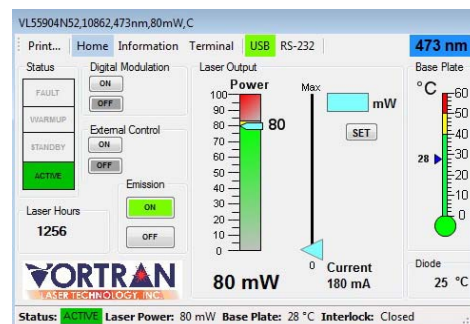 VL55904N52,10862,473nm,80mW,C
Print... Home Information Terminal USB RS-232 473 nm
Status Digital Modulation Laser Output Base Plate
FAULT
WARMUP
STANDBY
ACTIVE
ON
OFF
External Control
ON
OFF
Emission
ON
OFF
Laser Hours
1256
VORTRAN
LASER TECHNOLOGY, INC.
Power
100
90
80
70
60
50
40
30
20
10
0
80
80 mW
Max
0
mW
SET
Current
180 mA
°C
60
50
40
30
20
10
0
28
Diode
25 °C
Status: ACTIVE Laser Power: 80 mW Base Plate: 28 °C Interlock: Closed